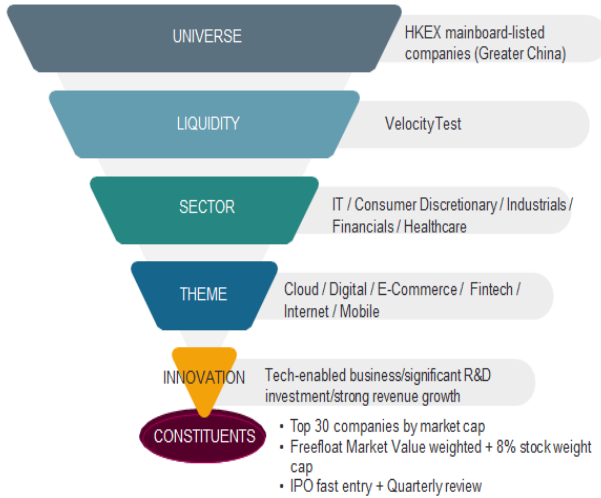 UNIVERSE
HKEX mainboard-listed
companies (Greater China)
LIQUIDITY
VelocityTest
SECTOR
IT / Consumer Discretionary / Industrials /
Financials / Healthcare
THEME
Cloud / Digital / E-Commerce / Fintech /
Internet / Mobile
INNOVATION
Tech-enabled business/significant R&D
investment/strong revenue growth
CONSTITUENTS
• Top 30 companies by market cap
• Freefloat Market Value weighted + 8% stock weight
cap
• IPO fast entry + Quarterly review